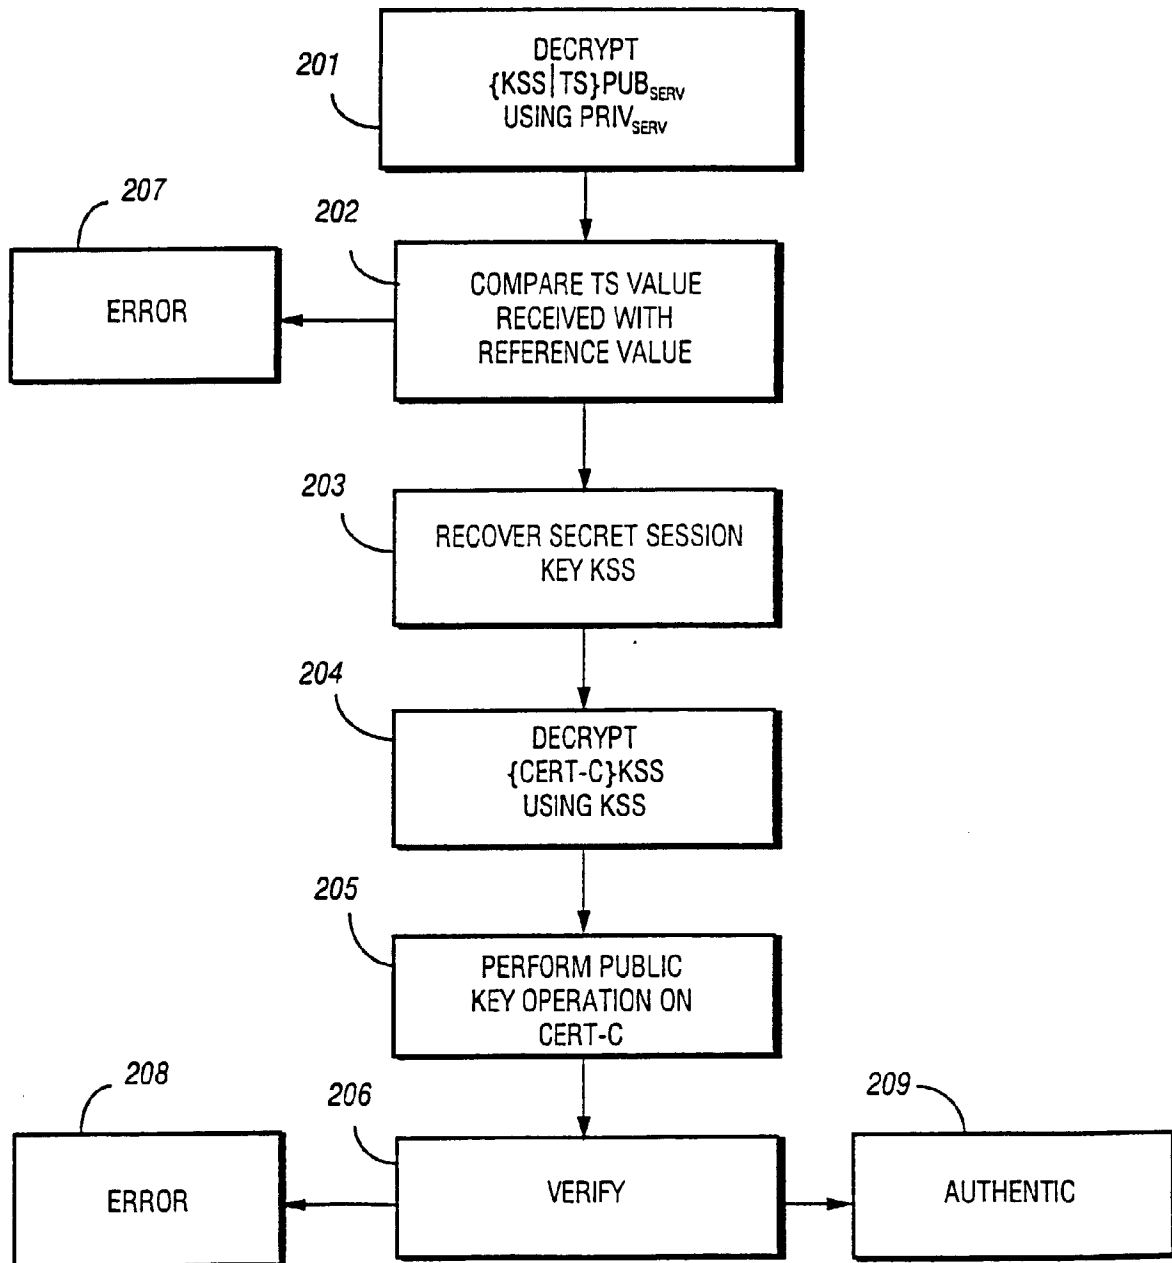 201
DECRYPT
{KSS|TS}PUB_SERV
USING PRIV_SERV
207
ERROR
202
COMPARE TS VALUE
RECEIVED WITH
REFERENCE VALUE
203
RECOVER SECRET SESSION
KEY KSS
204
DECRYPT
{CERT-C}KSS
USING KSS
205
PERFORM PUBLIC
KEY OPERATION ON
CERT-C
208
ERROR
206
VERIFY
209
AUTHENTIC